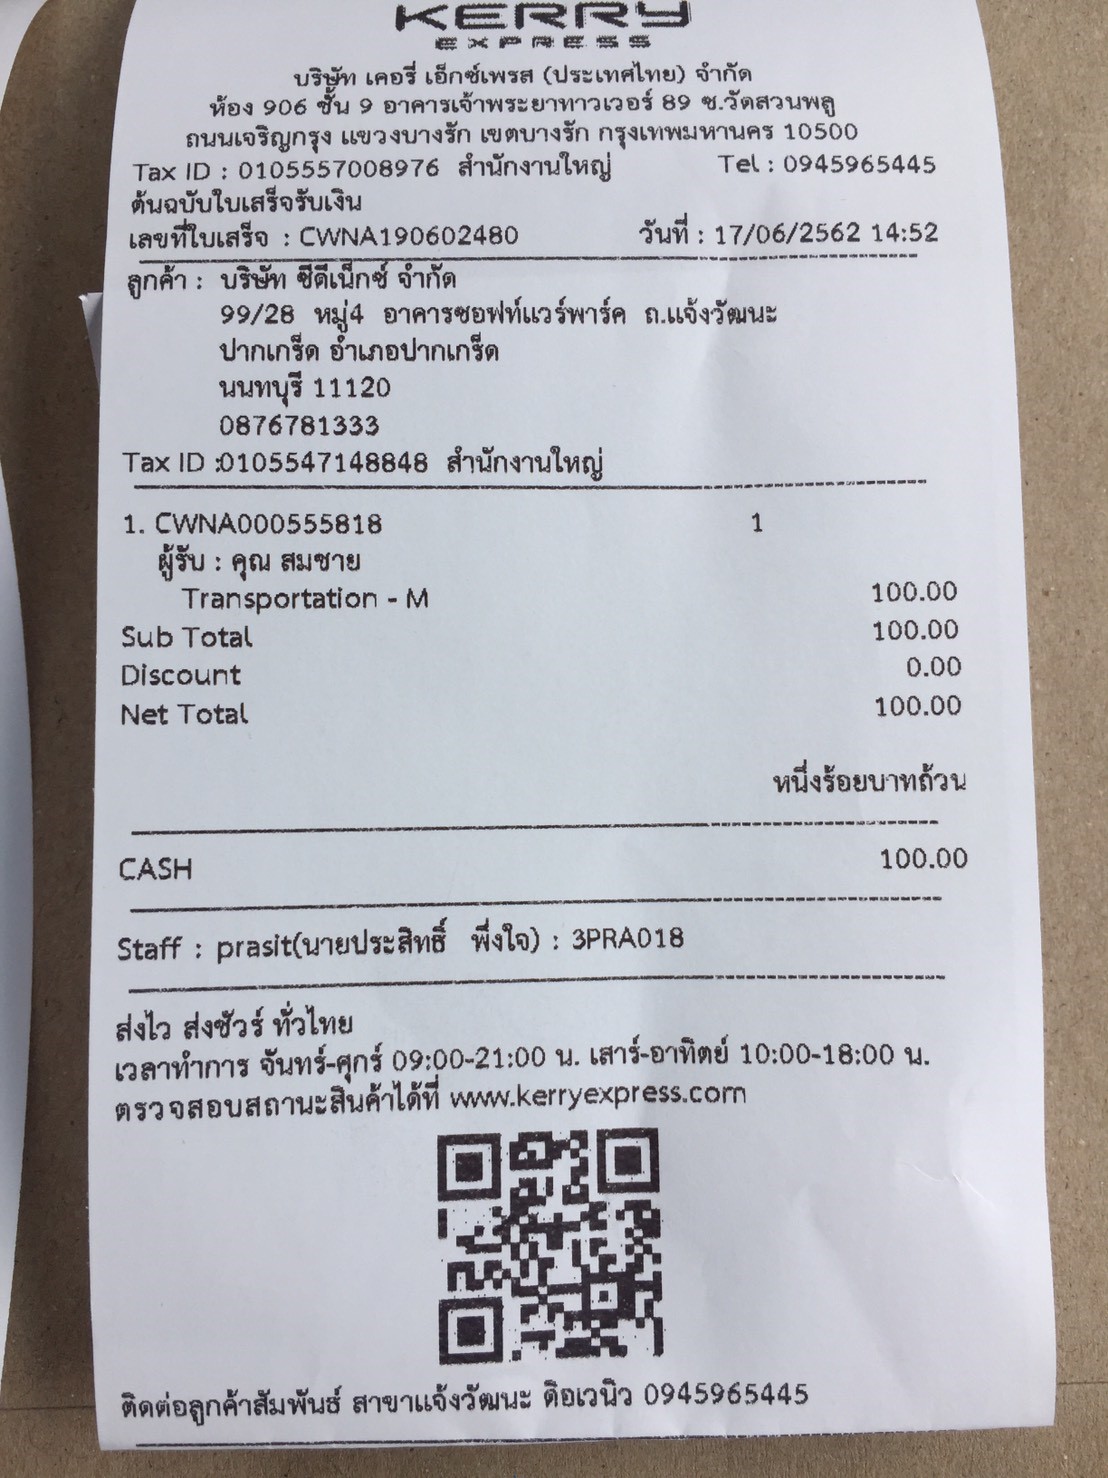 KERRY
EXPRESS
บริษัท เคอรี่ เอ็กซ์เพรส (ประเทศไทย) จำกัด
ห้อง 906 ชั้น 9 อาคารเจ้าพระยาทาวเวอร์ 89 ซ.วัดสวนพลู
ถนนเจริญกรุง แขวงบางรัก เขตบางรัก กรุงเทพมหานคร 10500
Tax ID : 0105557008976 สำนักงานใหญ่ Tel : 0945965445
ต้นฉบับใบเสร็จรับเงิน
เลขที่ใบเสร็จ : CWNA190602480 วันที่ : 17/06/2562 14:52
ลูกค้า : บริษัท ซีดีเน็กซ์ จำกัด
99/28 หมู่4 อาคารซอฟท์แวร์พาร์ค ถ.แจ้งวัฒนะ
ปากเกร็ด อำเภอปากเกร็ด
นนทบุรี 11120
0876781333
Tax ID :0105547148848 สำนักงานใหญ่
1. CWNA000555818 1
ผู้รับ : คุณ สมชาย
Transportation - M 100.00
Sub Total 100.00
Discount 0.00
Net Total 100.00
หนึ่งร้อยบาทถ้วน
CASH 100.00
Staff : prasit(นายประสิทธิ์ พึ่งใจ) : 3PRA018
ส่งไว ส่งชัวร์ ทั่วไทย
เวลาทำการ จันทร์-ศุกร์ 09:00-21:00 น. เสาร์-อาทิตย์ 10:00-18:00 น.
ตรวจสอบสถานะสินค้าได้ที่ www.kerryexpress.com
ติดต่อลูกค้าสัมพันธ์ สาขาแจ้งวัฒนะ ดิอเวนิว 0945965445